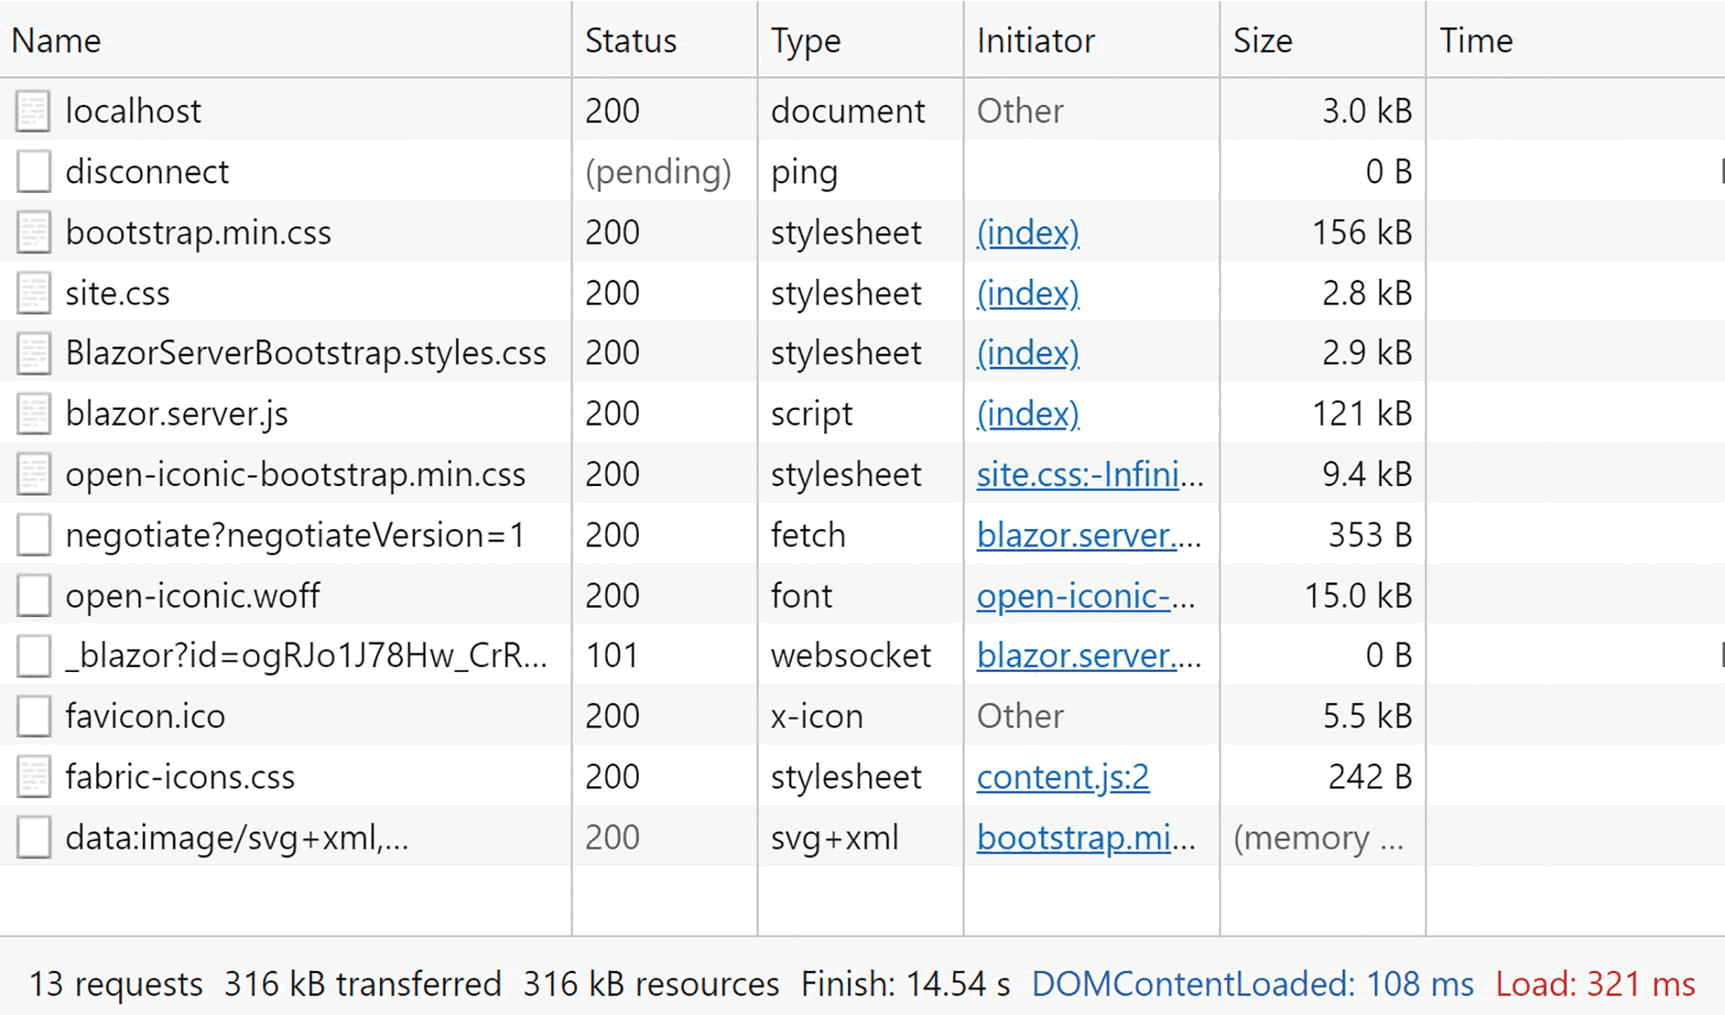 Name Status Type Initiator Size Time
localhost 200 document Other 3.0 kB
disconnect (pending) ping 0 B
bootstrap.min.css 200 stylesheet (index) 156 kB
site.css 200 stylesheet (index) 2.8 kB
BlazorServerBootstrap.styles.css 200 stylesheet (index) 2.9 kB
blazor.server.js 200 script (index) 121 kB
open-iconic-bootstrap.min.css 200 stylesheet site.css:-Infini... 9.4 kB
negotiate?negotiateVersion=1 200 fetch blazor.server.... 353 B
open-iconic.woff 200 font open-iconic-... 15.0 kB
_blazor?id=ogRJo1J78Hw_CrR... 101 websocket blazor.server.... 0 B
favicon.ico 200 x-icon Other 5.5 kB
fabric-icons.css 200 stylesheet content.js:2 242 B
data:image/svg+xml,... 200 svg+xml bootstrap.mi... (memory ...
13 requests 316 kB transferred 316 kB resources Finish: 14.54 s DOMContentLoaded: 108 ms Load: 321 ms